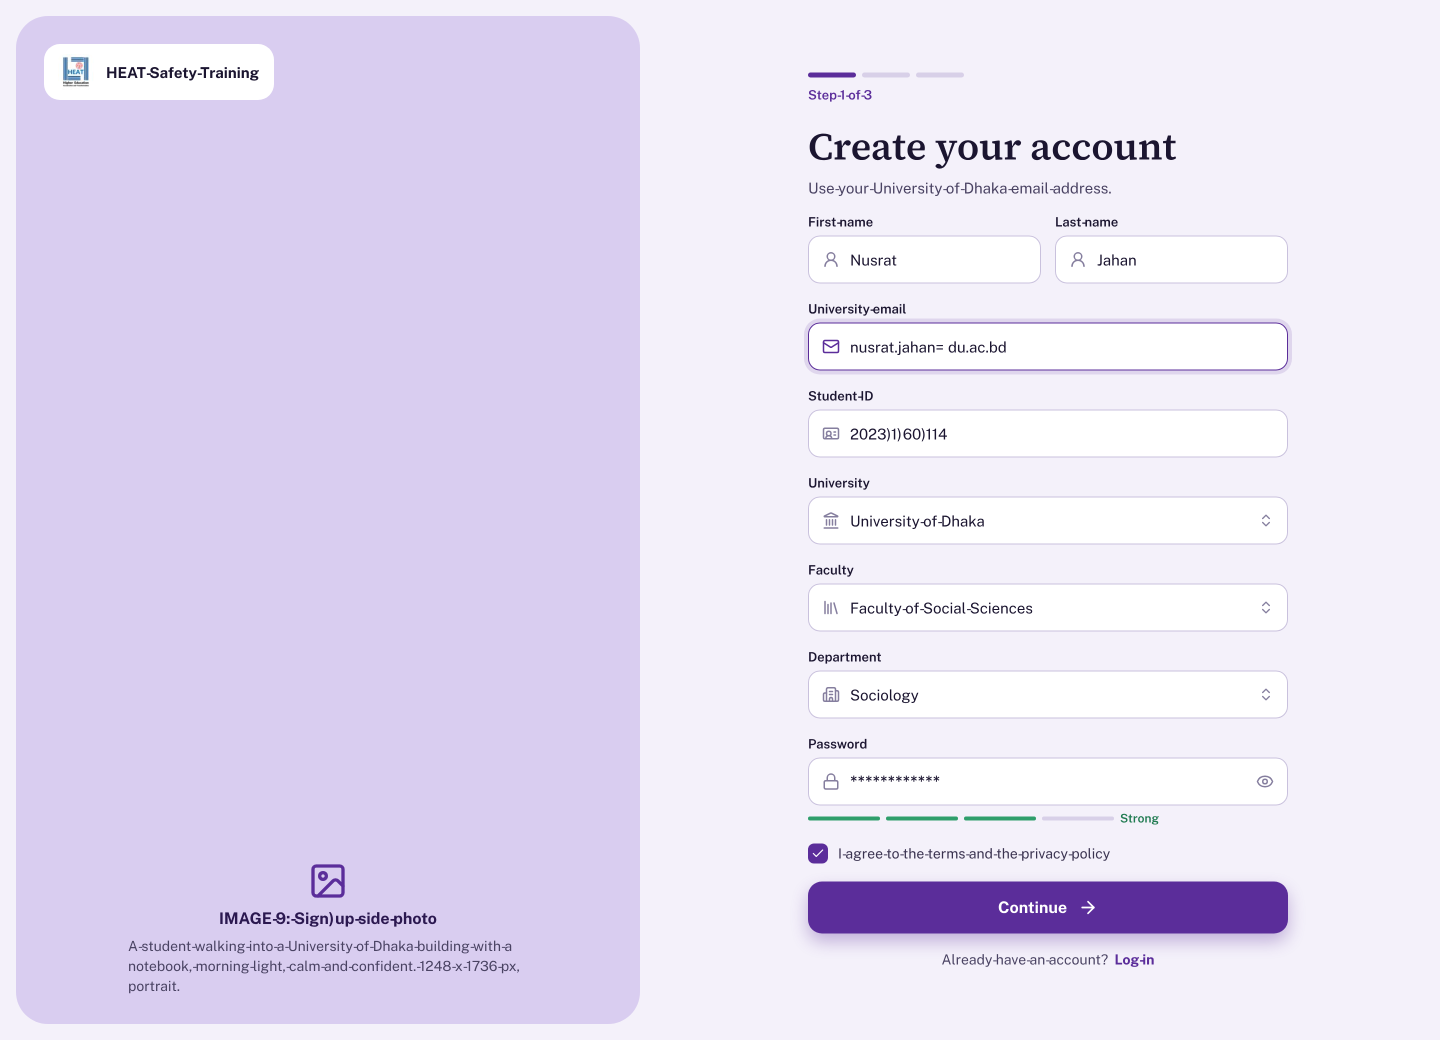 HEAT
HEAT-Safety-Training
Step-1-of-3
Create your account
Use-your-University-of-Dhaka-email-address.
First-name
Last-name
Nusrat
Jahan
University-email
nusrat.jahan= du.ac.bd
Student-ID
2023)1)60)114
University
University-of-Dhaka
Faculty
Faculty-of-Social-Sciences
Department
Sociology
Password
************
Strong
I-agree-to-the-terms-and-the-privacy-policy
Continue
Already-have-an-account? Log-in
IMAGE-9:-Sign)up-side-photo
A-student-walking-into-a-University-of-Dhaka-building-with-a
notebook,-morning-light,-calm-and-confident.-1248-x-1736-px,
portrait.